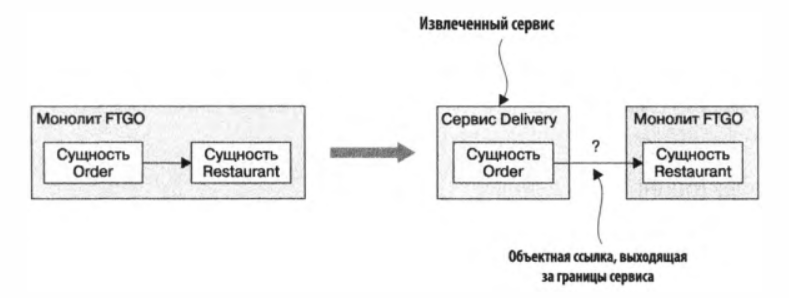 Извлеченный сервис
Монолит FTGO
Сущность
Order
Сущность
Restaurant
Сервис Delivery
Сущность
Order
?
Монолит FTGO
Сущность
Restaurant
Объектная ссылка, выходящая
за границы сервиса